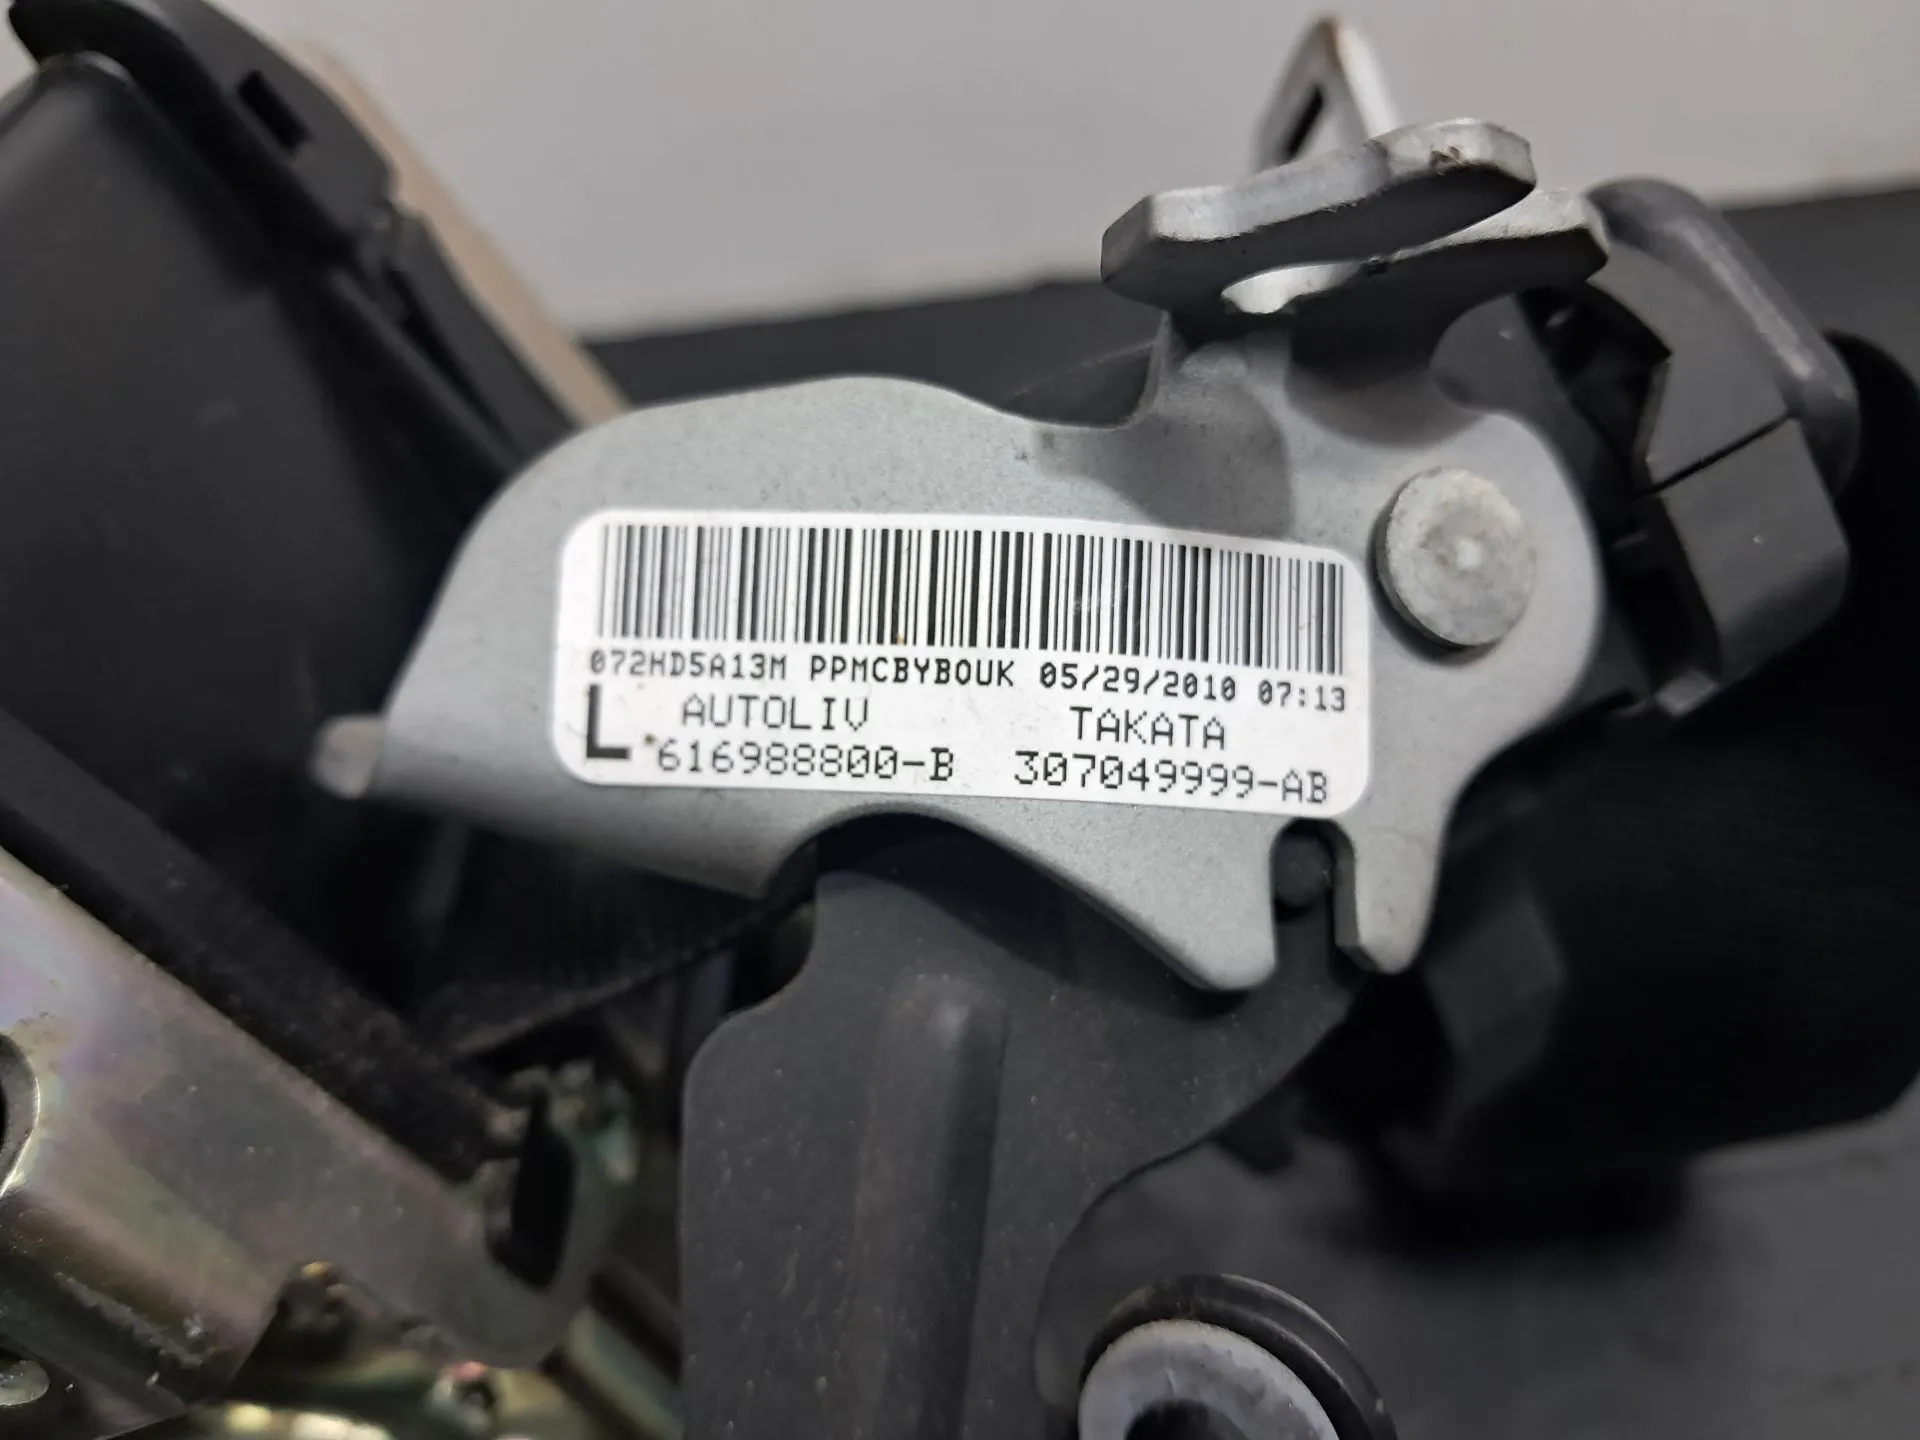 072HD5A13M PPMCBYBOUK 05/29/2010 07:13
L AUTOLIV TAKATA
616988800-B 307049999-AB